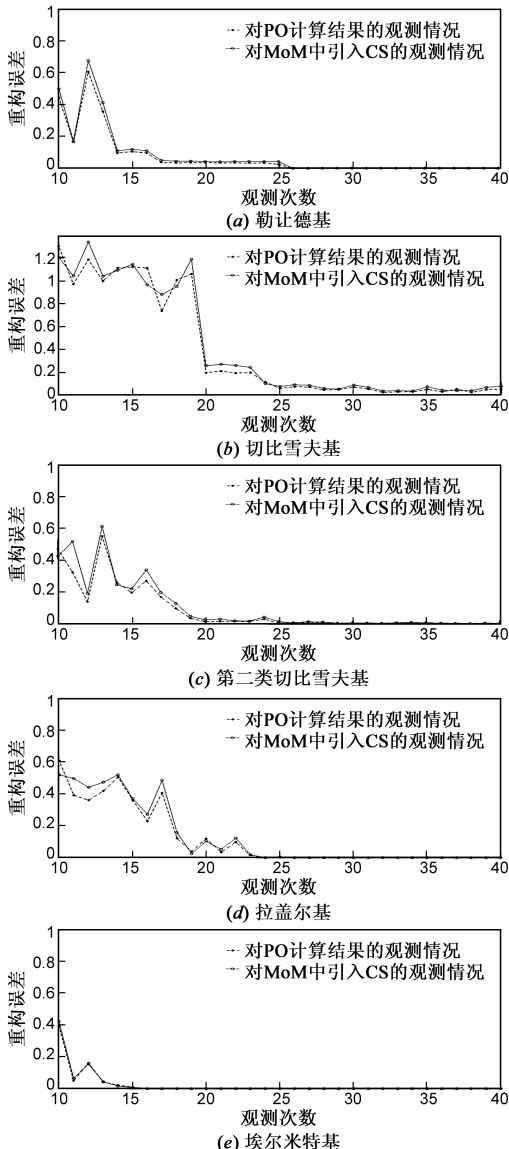 1
对PO计算结果的观测情况
对MoM中引入CS的观测情况
0.8
0.6
0.4
0.2
0
重构误差
10 15 20 25 30 35 40
观测次数
(a) 勒让德基
对PO计算结果的观测情况
对MoM中引入CS的观测情况
1.2
1
0.8
0.6
0.4
0.2
0
重构误差
10 15 20 25 30 35 40
观测次数
(b) 切比雪夫基
1
对PO计算结果的观测情况
对MoM中引入CS的观测情况
0.8
0.6
0.4
0.2
0
重构误差
10 15 20 25 30 35 40
观测次数
(c) 第二类切比雪夫基
1
对PO计算结果的观测情况
对MoM中引入CS的观测情况
0.8
0.6
0.4
0.2
0
重构误差
10 15 20 25 30 35 40
观测次数
(d) 拉盖尔基
1
对PO计算结果的观测情况
对MoM中引入CS的观测情况
0.8
0.6
0.4
0.2
0
重构误差
10 15 20 25 30 35 40
观测次数
(e) 埃尔米特基